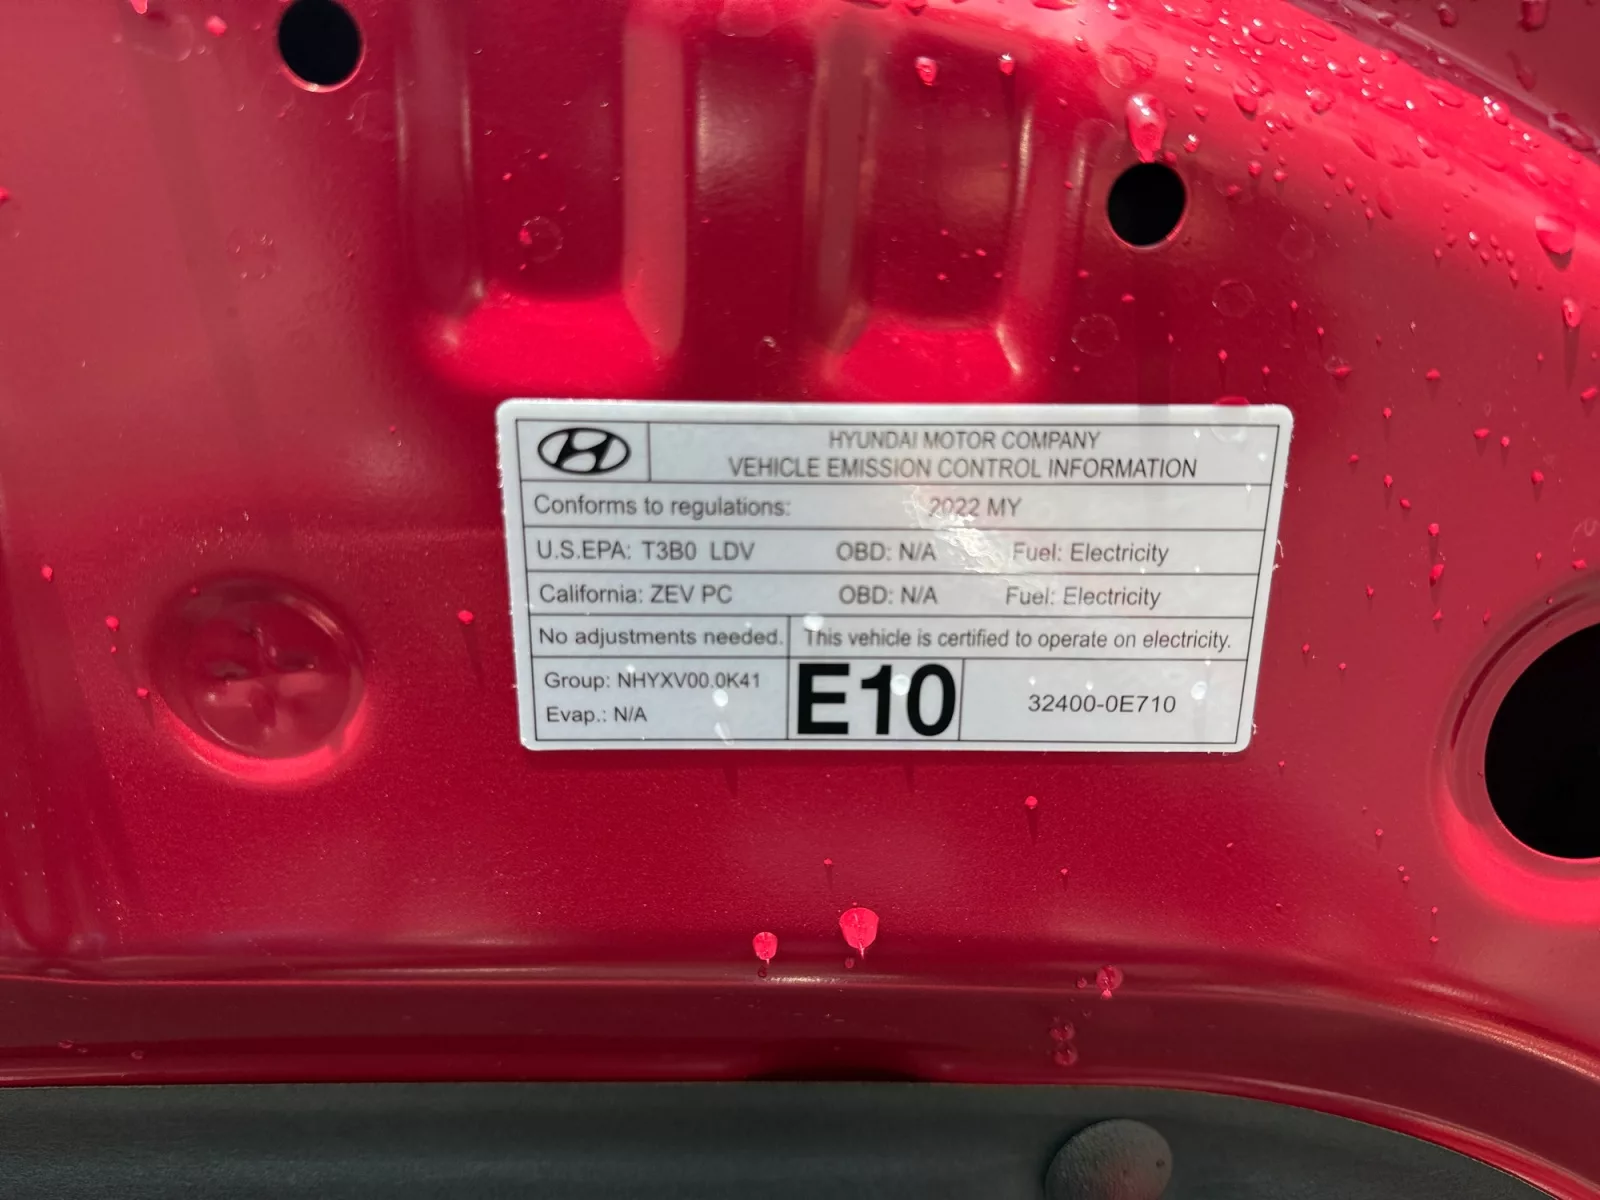 HYUNDAI MOTOR COMPANY
VEHICLE EMISSION CONTROL INFORMATION
Conforms to regulations: 2022 MY
U.S.EPA: T3B0 LDV OBD: N/A Fuel: Electricity
California: ZEV PC OBD: N/A Fuel: Electricity
No adjustments needed. This vehicle is certified to operate on electricity.
Group: NHYXV00.0K41
Evap.: N/A
E10
32400-0E710